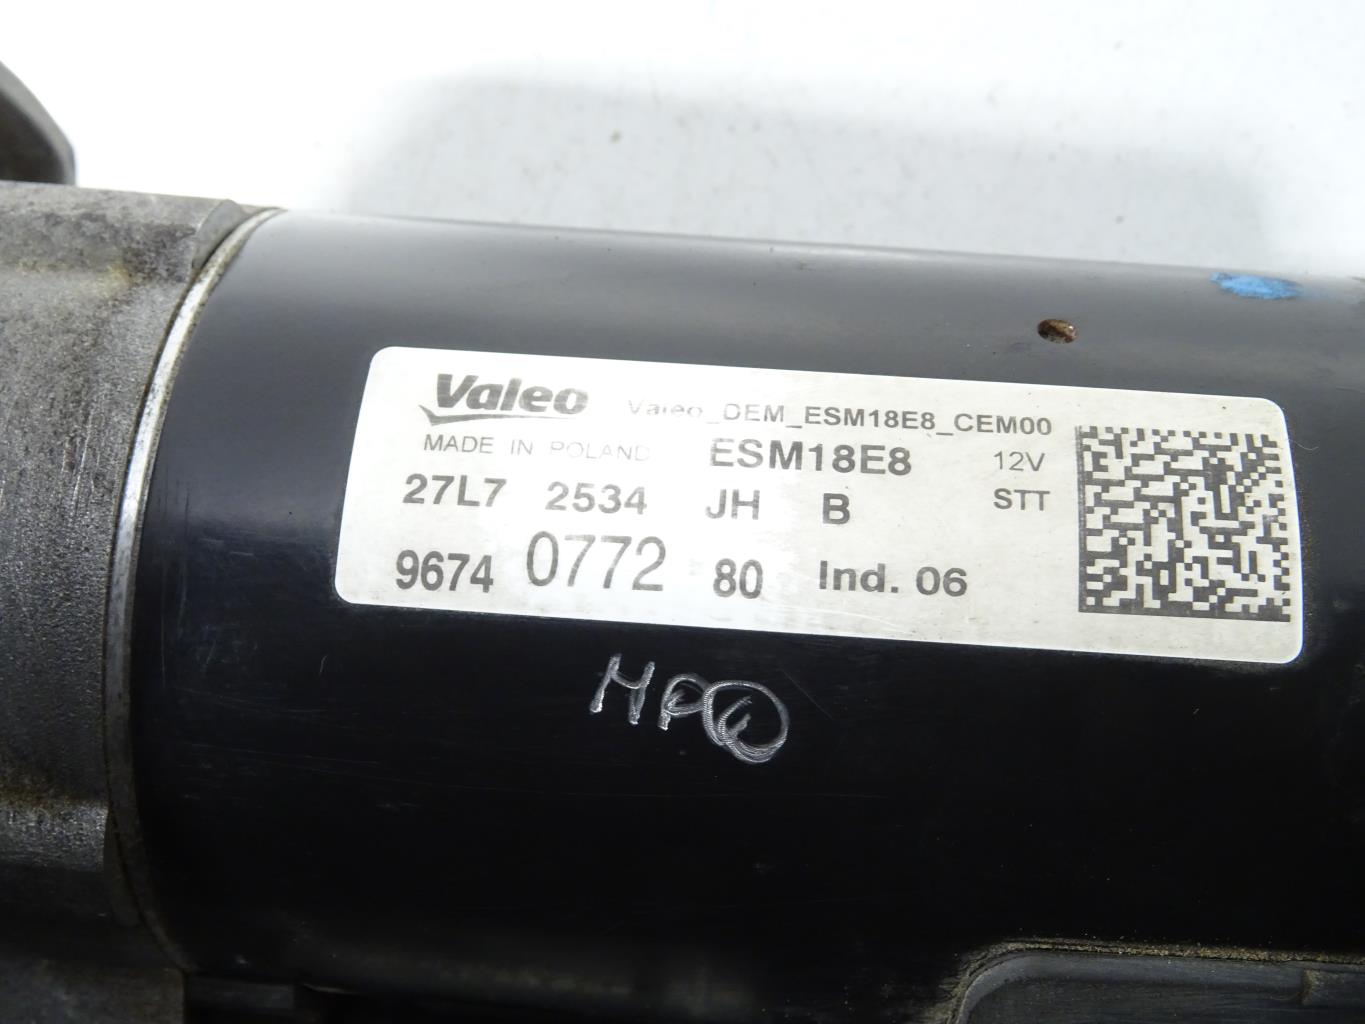 Valeo Valeo_DEM_ESM18E8_CEM00
MADE IN POLAND ESM18E8 12V
27L7 2534 JH B STT
9674 0772 80 Ind. 06